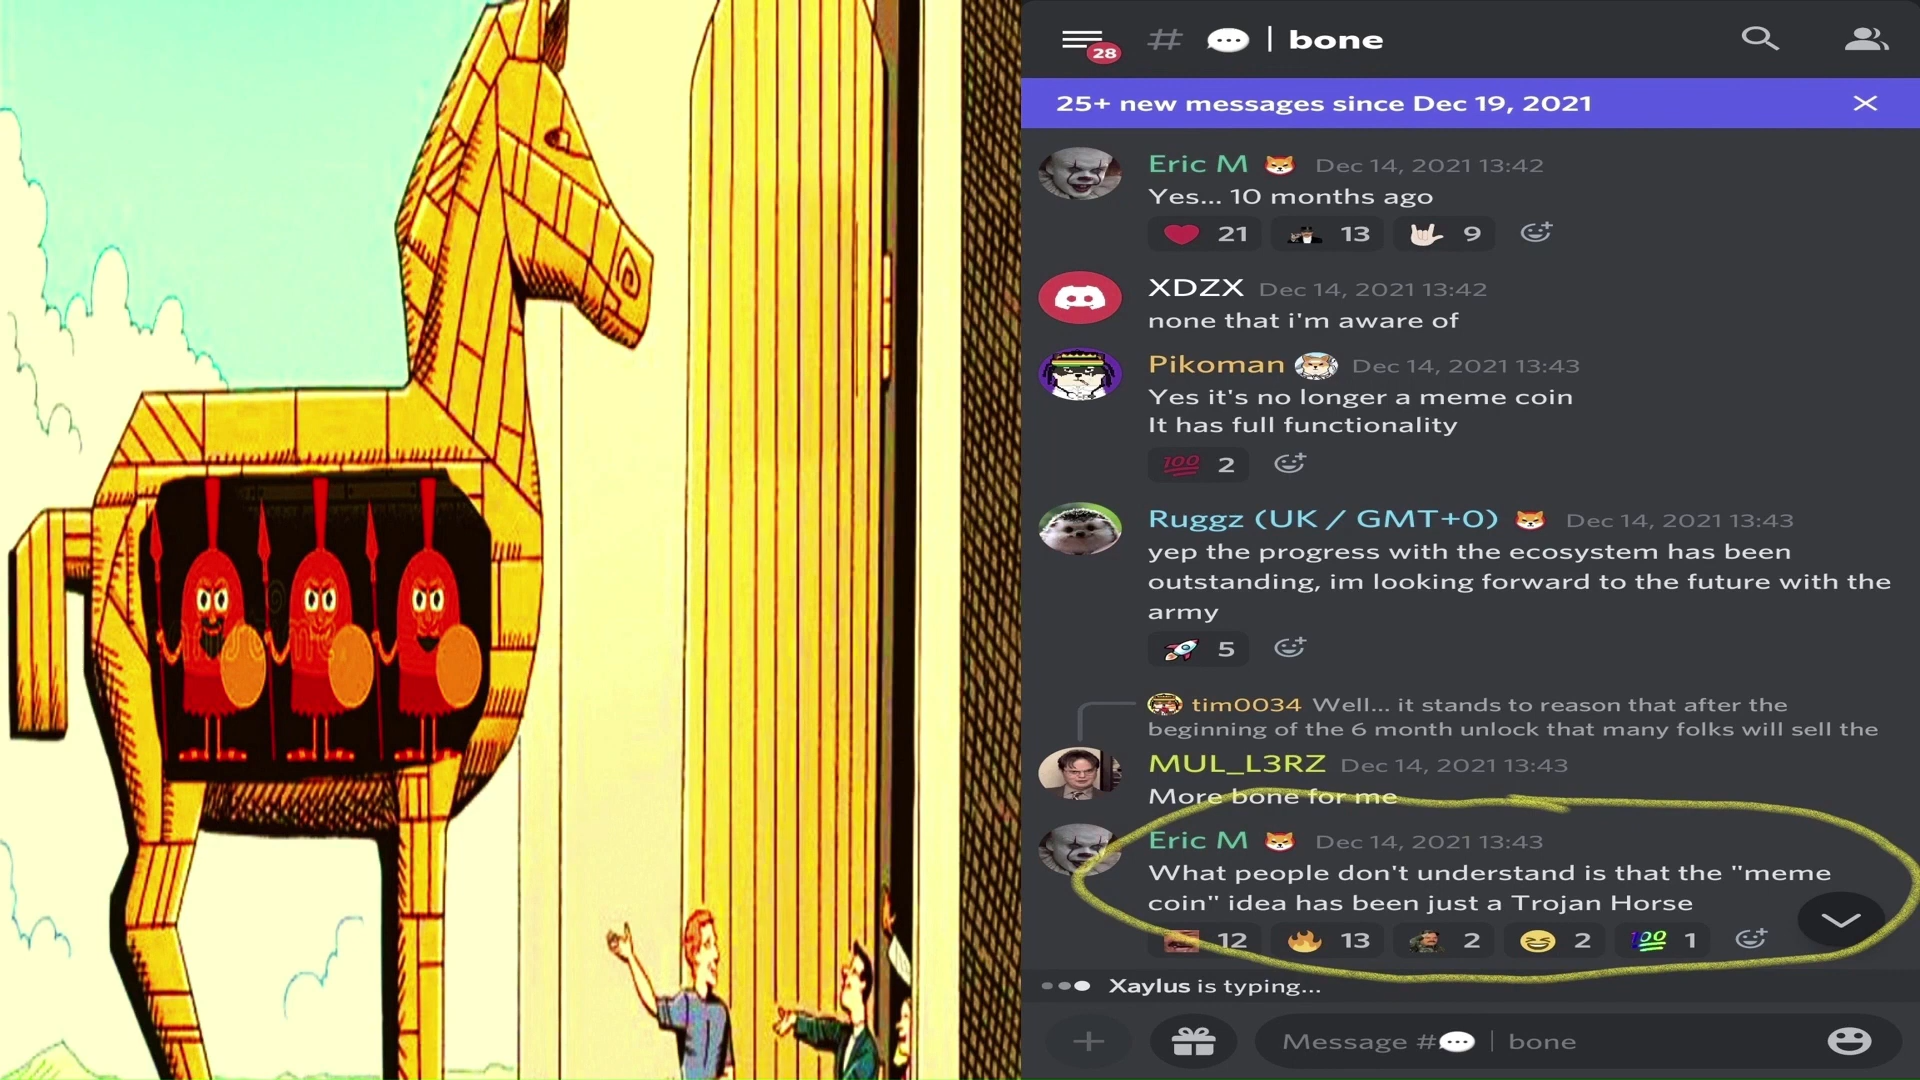 28
# | bone
25+ new messages since Dec 19, 2021
Eric M Dec 14, 2021 13:42
Yes... 10 months ago
21 13 9
XDZX Dec 14, 2021 13:42
none that i'm aware of
Pikoman Dec 14, 2021 13:43
Yes it's no longer a meme coin
It has full functionality
100 2
Ruggz (UK / GMT+0) Dec 14, 2021 13:43
yep the progress with the ecosystem has been
outstanding, im looking forward to the future with the
army
5
tim0034 Well... it stands to reason that after the
beginning of the 6 month unlock that many folks will sell the
MUL_L3RZ Dec 14, 2021 13:43
More bone for me
Eric M Dec 14, 2021 13:43
What people don't understand is that the "meme
coin" idea has been just a Trojan Horse
12 13 2 2 100 1
Xaylus is typing...
Message # | bone